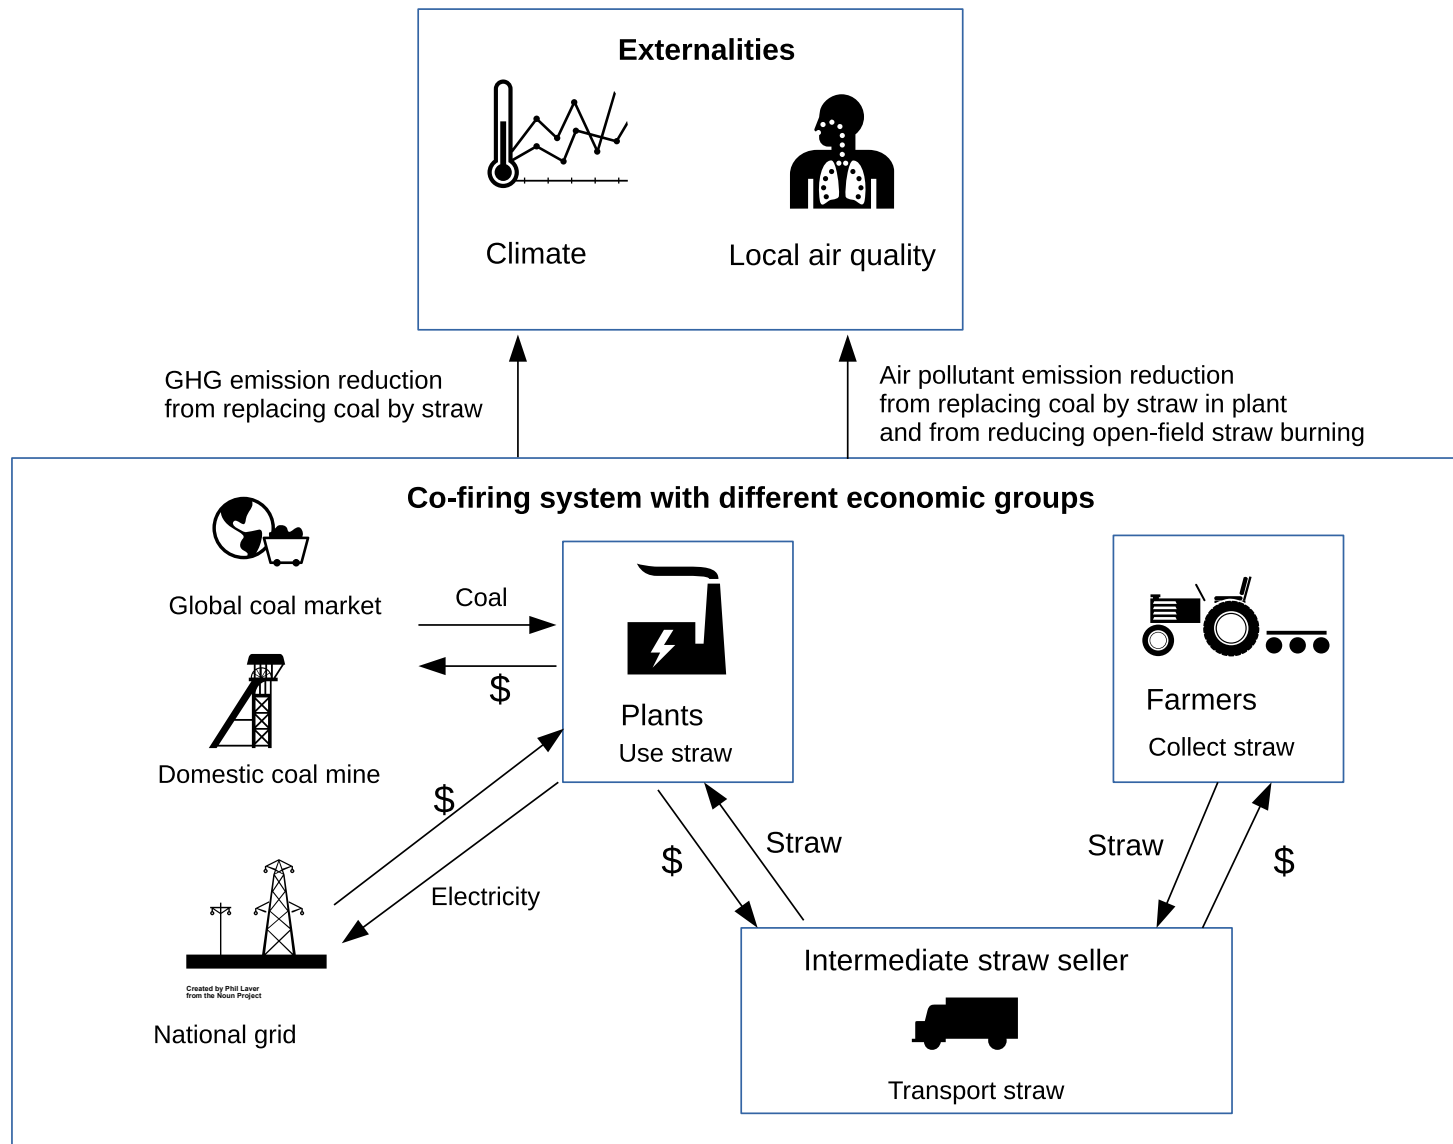 Externalities
Climate
Local air quality
GHG emission reduction
from replacing coal by straw
Air pollutant emission reduction
from replacing coal by straw in plant
and from reducing open-field straw burning
Co-firing system with different economic groups
Global coal market
Coal
$
Domestic coal mine
Plants
Use straw
Farmers
Collect straw
$
Electricity
$
Straw
Straw
$
Created by Phil Laver
from the Noun Project
National grid
Intermediate straw seller
Transport straw